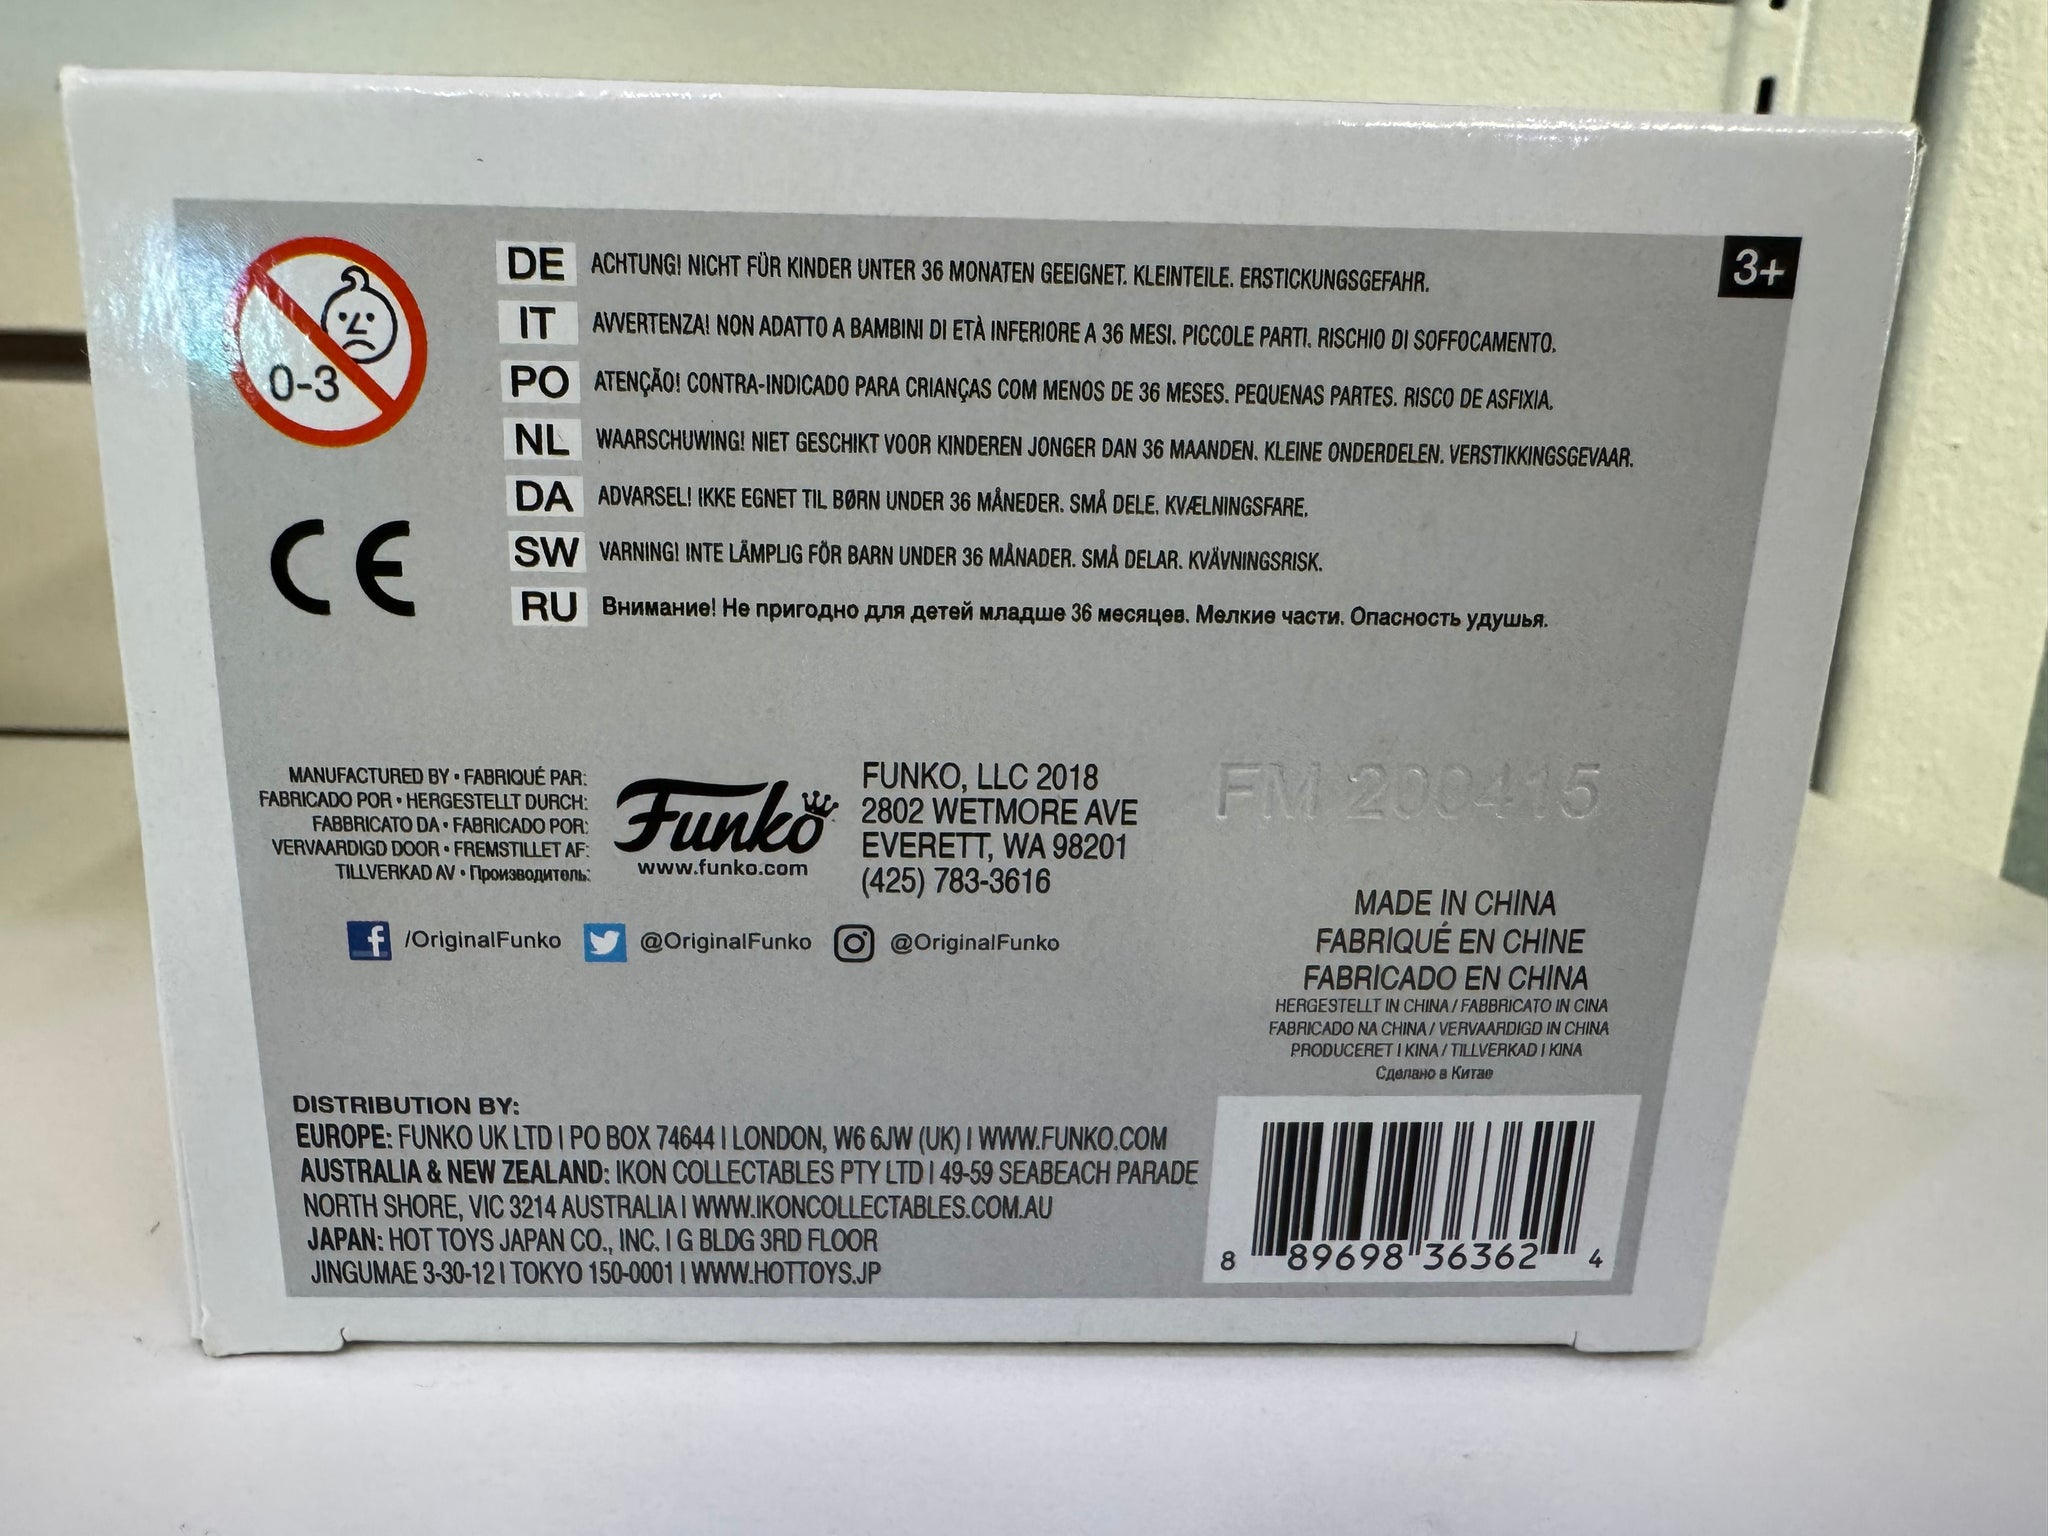 0-3
CE
3+
DE ACHTUNG! NICHT FÜR KINDER UNTER 36 MONATEN GEEIGNET. KLEINTEILE. ERSTICKUNGSGEFAHR.
IT AVVERTENZA! NON ADATTO A BAMBINI DI ETÀ INFERIORE A 36 MESI. PICCOLE PARTI. RISCHIO DI SOFFOCAMENTO.
PO ATENÇÃO! CONTRA-INDICADO PARA CRIANÇAS COM MENOS DE 36 MESES. PEQUENAS PARTES. RISCO DE ASFIXIA.
NL WAARSCHUWING! NIET GESCHIKT VOOR KINDEREN JONGER DAN 36 MAANDEN. KLEINE ONDERDELEN. VERSTIKKINGSGEVAAR.
DA ADVARSEL! IKKE EGNET TIL BØRN UNDER 36 MÅNEDER. SMÅ DELE. KVÆLNINGSFARE.
SW VARNING! INTE LÄMPLIG FÖR BARN UNDER 36 MÅNADER. SMÅ DELAR. KVÄVNINGSRISK.
RU Внимание! Не пригодно для детей младше 36 месяцев. Мелкие части. Опасность удушья.
MANUFACTURED BY • FABRIQUÉ PAR:
FABRICADO POR • HERGESTELLT DURCH:
FABBRICATO DA • FABRICADO POR:
VERVAARDIGD DOOR • FREMSTILLET AF:
TILLVERKAD AV • Производитель:
Funko
www.funko.com
FUNKO, LLC 2018
2802 WETMORE AVE
EVERETT, WA 98201
(425) 783-3616
FM 200415
/OriginalFunko @OriginalFunko @OriginalFunko
MADE IN CHINA
FABRIQUÉ EN CHINE
FABRICADO EN CHINA
HERGESTELLT IN CHINA / FABBRICATO IN CINA
FABRICADO NA CHINA / VERVAARDIGD IN CHINA
PRODUCERET I KINA / TILLVERKAD I KINA
Сделано в Китае
DISTRIBUTION BY:
EUROPE: FUNKO UK LTD | PO BOX 74644 | LONDON, W6 6JW (UK) | WWW.FUNKO.COM
AUSTRALIA & NEW ZEALAND: IKON COLLECTABLES PTY LTD | 49-59 SEABEACH PARADE
NORTH SHORE, VIC 3214 AUSTRALIA | WWW.IKONCOLLECTABLES.COM.AU
JAPAN: HOT TOYS JAPAN CO., INC. | G BLDG 3RD FLOOR
JINGUMAE 3-30-12 | TOKYO 150-0001 | WWW.HOTTOYS.JP
8 89698 36362 4